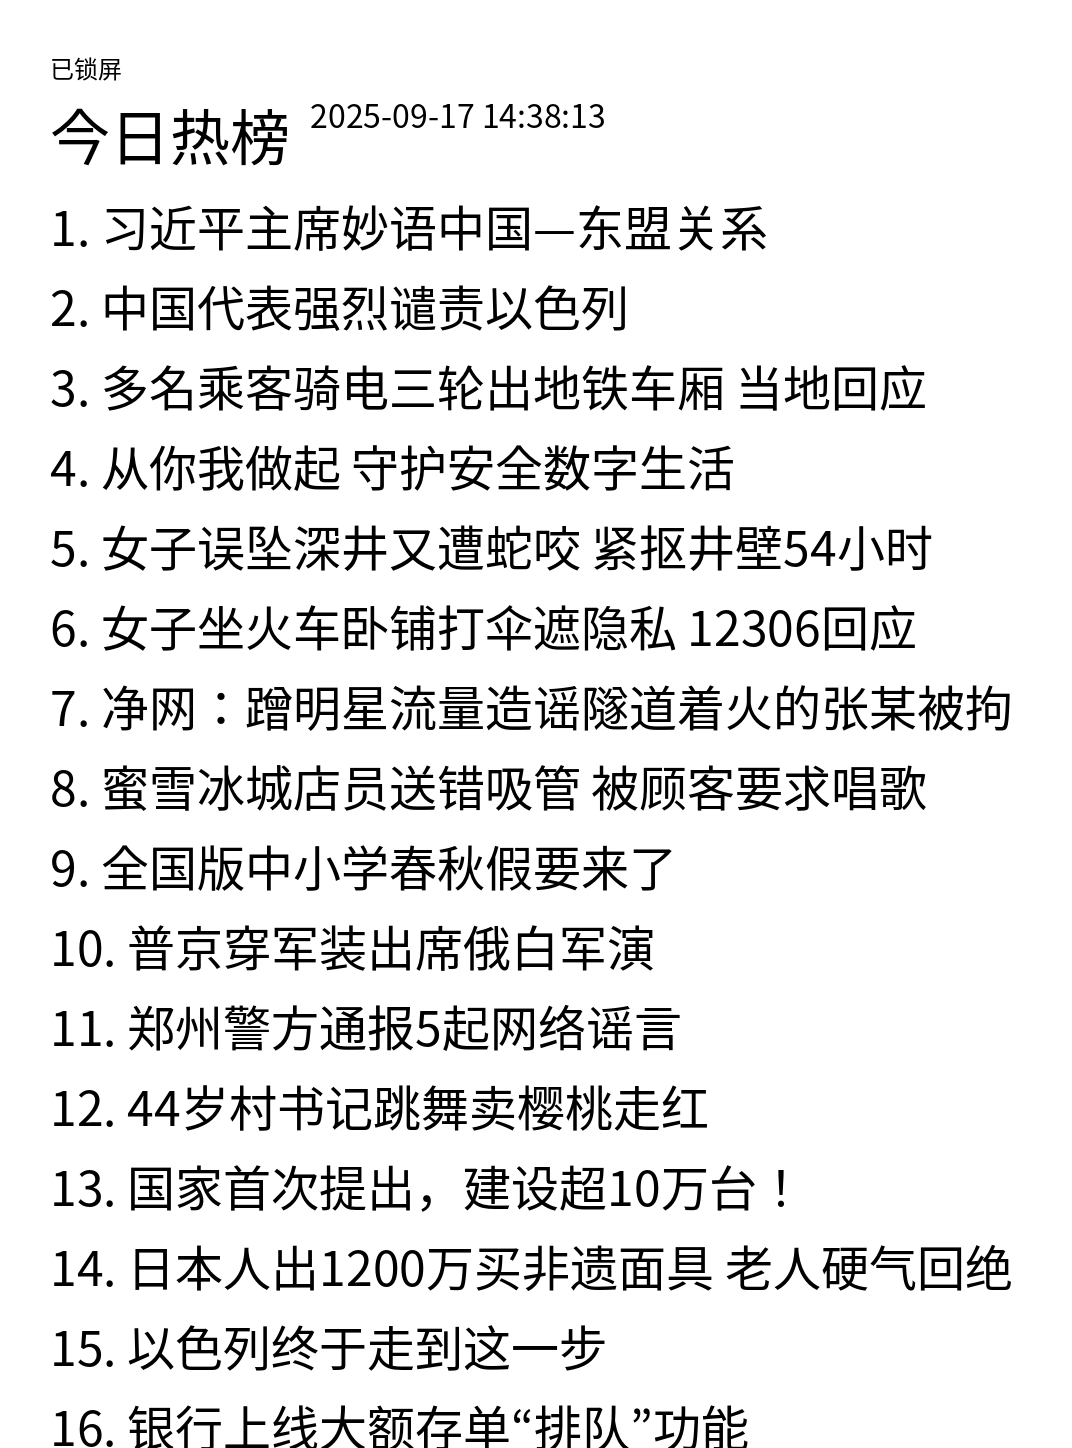 已锁屏
今日热榜 2025-09-17 14:38:13
1. 习近平主席妙语中国—东盟关系
2. 中国代表强烈谴责以色列
3. 多名乘客骑电三轮出地铁车厢 当地回应
4. 从你我做起 守护安全数字生活
5. 女子误坠深井又遭蛇咬 紧抠井壁54小时
6. 女子坐火车卧铺打伞遮隐私 12306回应
7. 净网：蹭明星流量造谣隧道着火的张某被拘
8. 蜜雪冰城店员送错吸管 被顾客要求唱歌
9. 全国版中小学春秋假要来了
10. 普京穿军装出席俄白军演
11. 郑州警方通报5起网络谣言
12. 44岁村书记跳舞卖樱桃走红
13. 国家首次提出，建设超10万台！
14. 日本人出1200万买非遗面具 老人硬气回绝
15. 以色列终于走到这一步
16. 银行上线大额存单“排队”功能